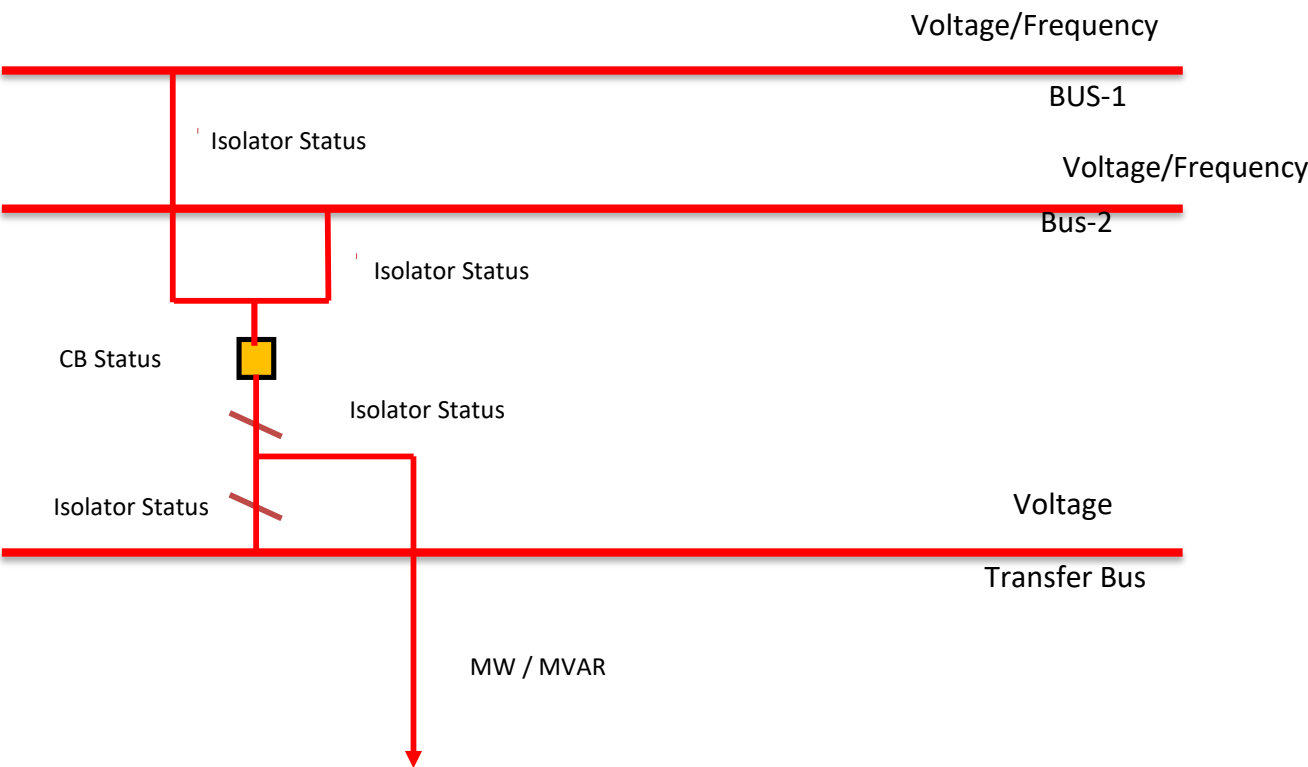 Voltage/Frequency
BUS-1
Isolator Status
Voltage/Frequency
Bus-2
Isolator Status
CB Status
Isolator Status
Isolator Status
Voltage
Transfer Bus
MW / MVAR